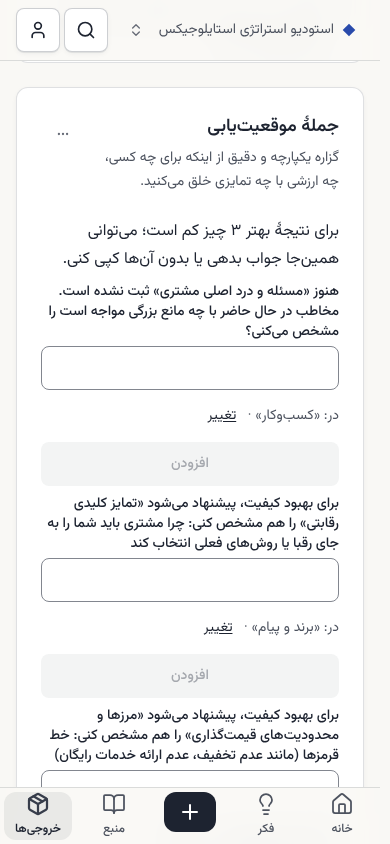 استودیو استراتژی استایلوجیکس
جملهٔ موقعیت‌یابی
...
گزاره یکپارچه و دقیق از اینکه برای چه کسی،
چه ارزشی با چه تمایزی خلق می‌کنید.
برای نتیجهٔ بهتر ۳ چیز کم است؛ می‌توانی
همین‌جا جواب بدهی یا بدون آن‌ها کپی کنی.
هنوز «مسئله و درد اصلی مشتری» ثبت نشده است.
مخاطب در حال حاضر با چه مانع بزرگی مواجه است را
مشخص می‌کنی؟
در: «کسب‌وکار» · تغییر
افزودن
برای بهبود کیفیت، پیشنهاد می‌شود «تمایز کلیدی
رقابتی» را هم مشخص کنی: چرا مشتری باید شما را به
جای رقبا یا روش‌های فعلی انتخاب کند
در: «برند و پیام» · تغییر
افزودن
برای بهبود کیفیت، پیشنهاد می‌شود «مرزها و
محدودیت‌های قیمت‌گذاری» را هم مشخص کنی: خط
قرمزها (مانند عدم تخفیف، عدم ارائه خدمات رایگان)
خانه
فکر
منبع
خروجی‌ها